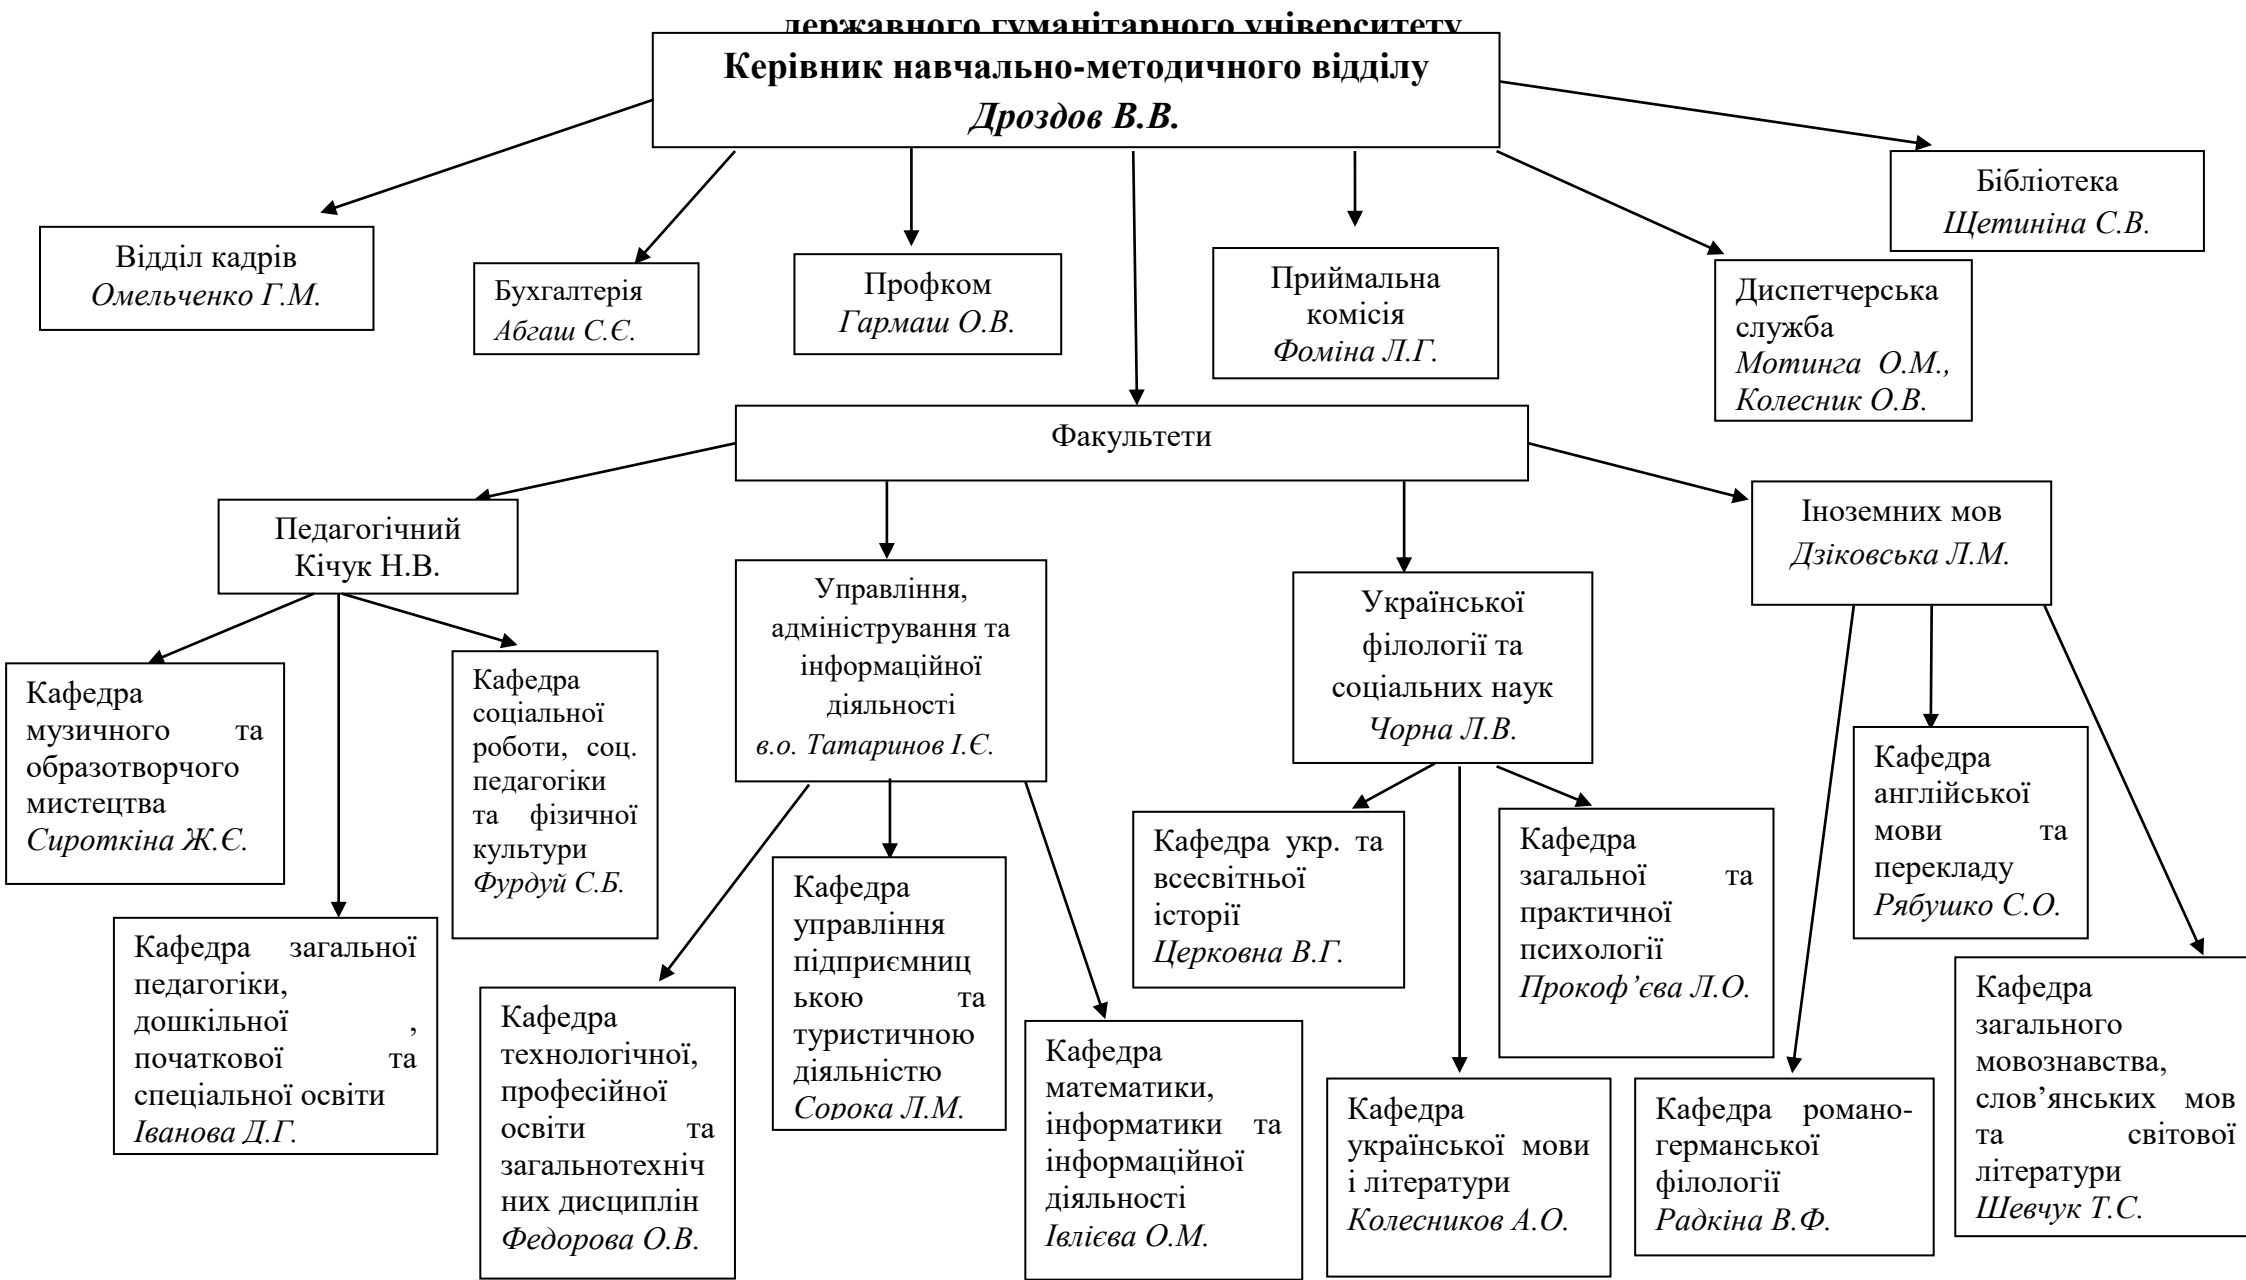 державного гуманітарного університету
Керівник навчально-методичного відділу
Дроздов В.В.
Бібліотека
Щетиніна С.В.
Відділ кадрів
Омельченко Г.М.
Бухгалтерія
Абгаш С.Є.
Профком
Гармаш О.В.
Приймальна
комісія
Фоміна Л.Г.
Диспетчерська
служба
Мотинга О.М.,
Колесник О.В.
Факультети
Педагогічний
Кічук Н.В.
Управління,
адміністрування та
інформаційної
діяльності
в.о. Татаринов І.Є.
Української
філології та
соціальних наук
Чорна Л.В.
Іноземних мов
Дзіковська Л.М.
Кафедра
музичного та
образотворчого
мистецтва
Сироткіна Ж.Є.
Кафедра
соціальної
роботи, соц.
педагогіки
та фізичної
культури
Фурдуй С.Б.
Кафедра загальної
педагогіки,
дошкільної ,
початкової та
спеціальної освіти
Іванова Д.Г.
Кафедра
технологічної,
професійної
освіти та
загальнотехніч
них дисциплін
Федорова О.В.
Кафедра
управління
підприємниц
ькою та
туристичною
діяльністю
Сорока Л.М.
Кафедра
математики,
інформатики та
інформаційної
діяльності
Івлієва О.М.
Кафедра укр. та
всесвітньої
історії
Церковна В.Г.
Кафедра
української мови
і літератури
Колесников А.О.
Кафедра
загальної та
практичної
психології
Прокоф’єва Л.О.
Кафедра романо-
германської
філології
Радкіна В.Ф.
Кафедра
англійської
мови та
перекладу
Рябушко С.О.
Кафедра
загального
мовознавства,
слов’янських мов
та світової
літератури
Шевчук Т.С.